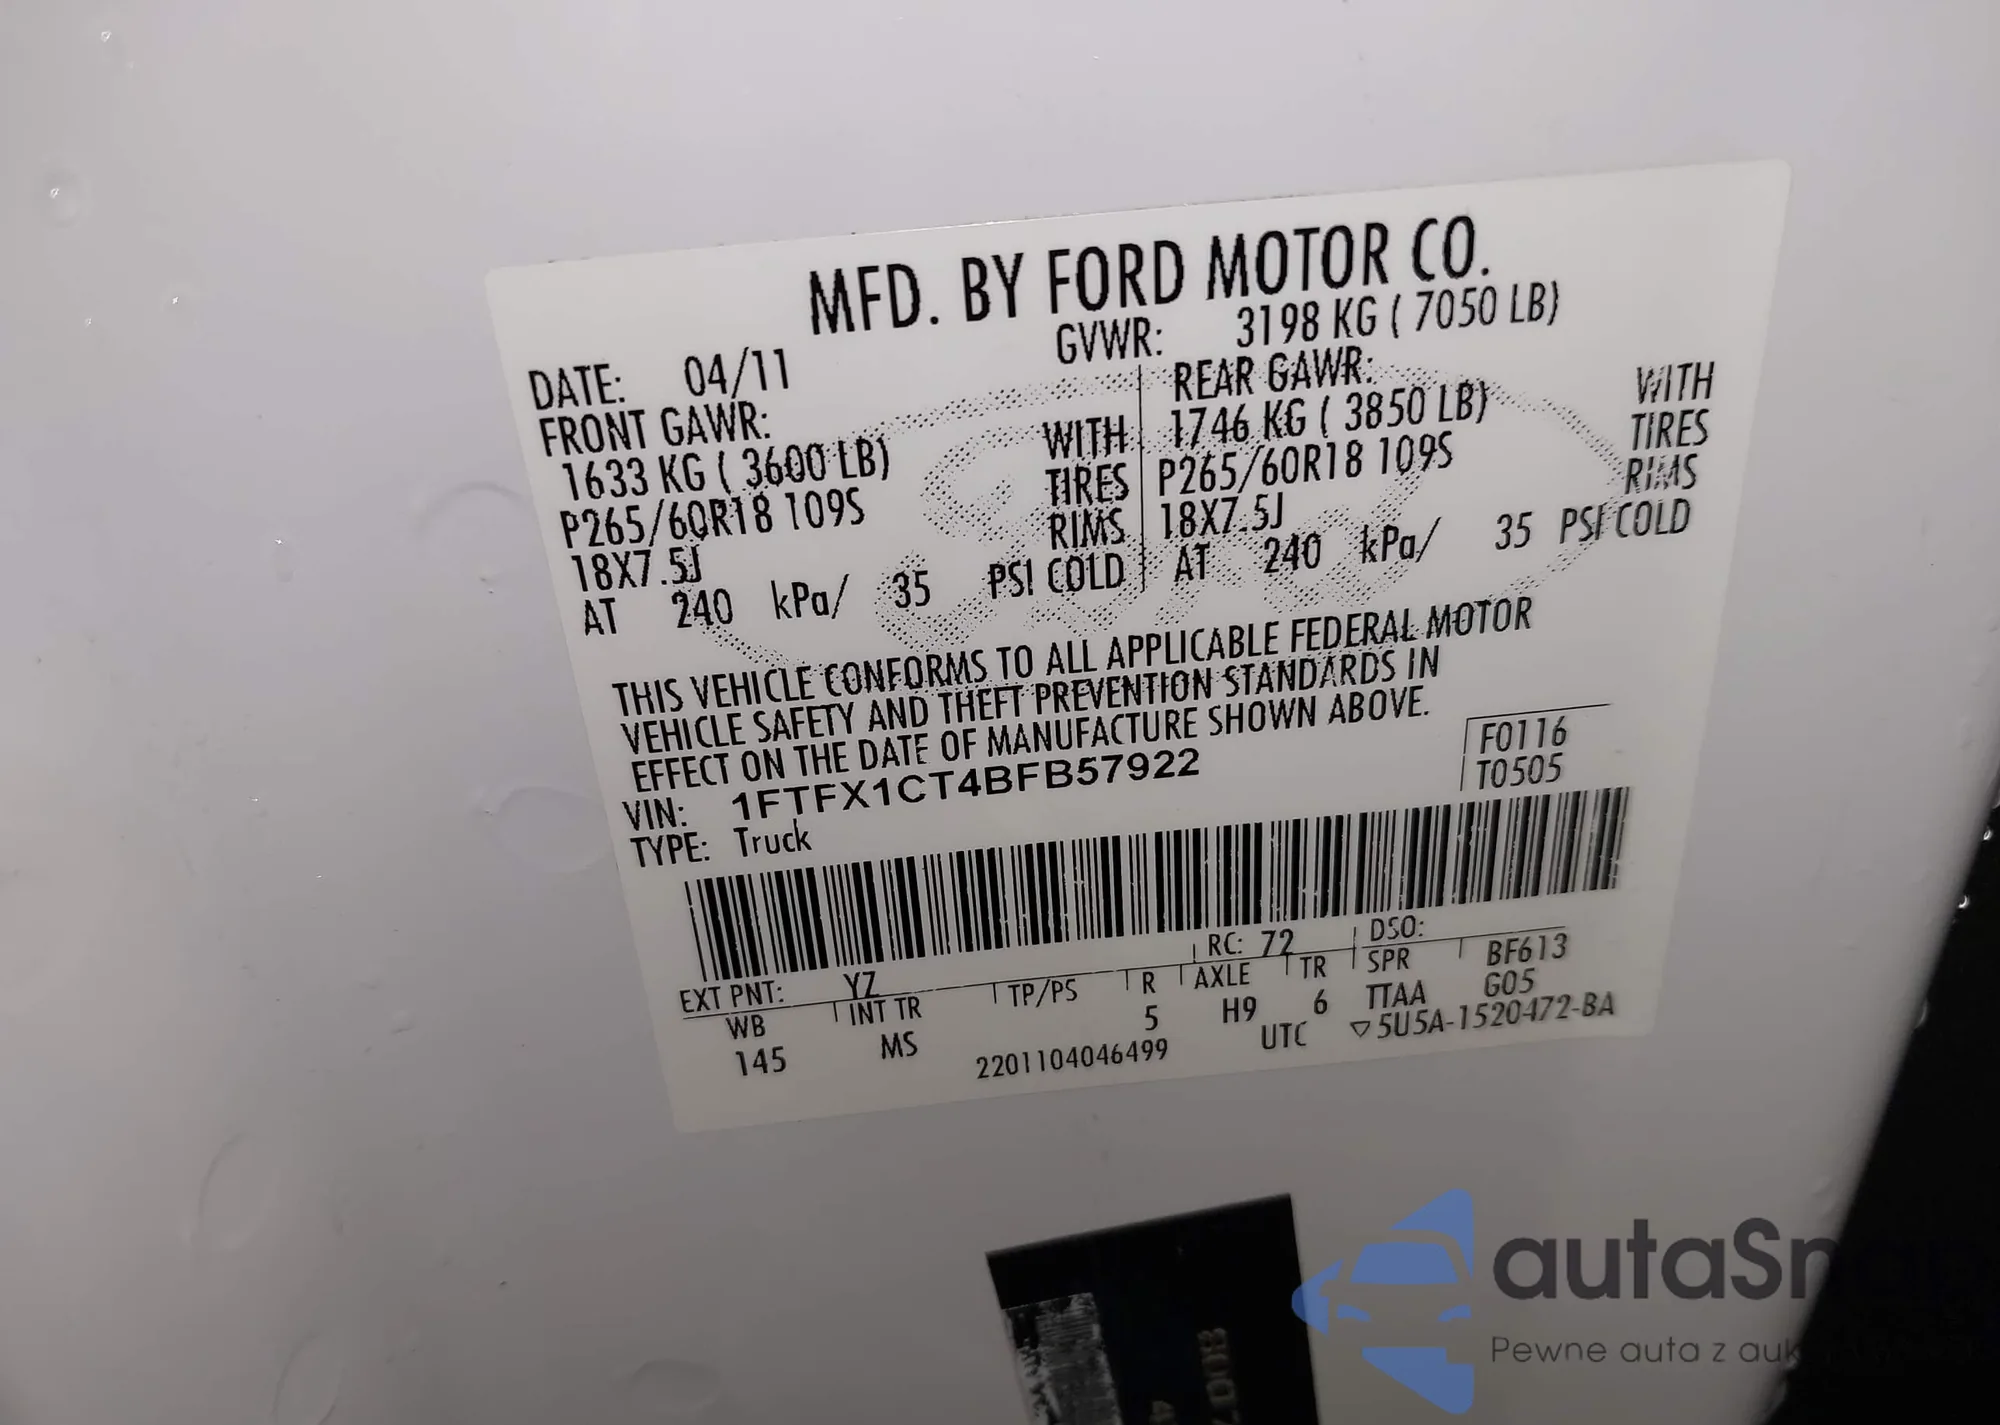 MFD. BY FORD MOTOR CO.
DATE: 04/11 GVWR: 3198 KG ( 7050 LB)
FRONT GAWR: REAR GAWR:
1633 KG ( 3600 LB) WITH 1746 KG ( 3850 LB) WITH
P265/60R18 109S TIRES P265/60R18 109S TIRES
18X7.5J RIMS 18X7.5J RIMS
AT 240 kPa/ 35 PSI COLD AT 240 kPa/ 35 PSI COLD
THIS VEHICLE CONFORMS TO ALL APPLICABLE FEDERAL MOTOR
VEHICLE SAFETY AND THEFT PREVENTION STANDARDS IN
EFFECT ON THE DATE OF MANUFACTURE SHOWN ABOVE.
VIN: 1FTFX1CT4BFB57922 F0116
TYPE: Truck T0505
EXT PNT: YZ RC: 72 DSO:
WB INT TR TP/PS R AXLE TR SPR BF613
145 MS 5 H9 6 TTAA G05
2201104046499 UTC ▽5U5A-1520472-BA
autaSn
Pewne auta z auk